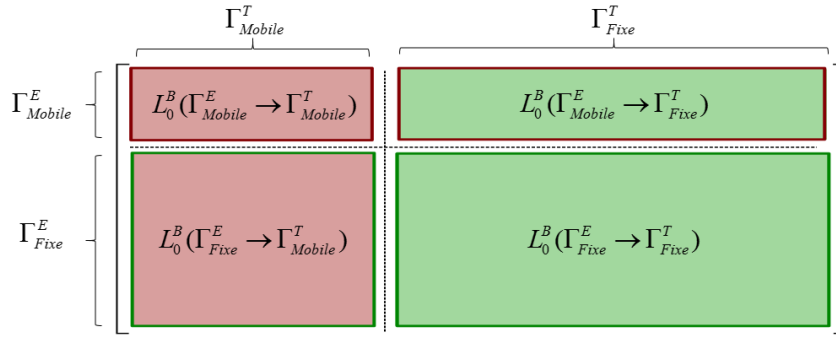 Γ^T_Mobile
Γ^T_Fixe
Γ^E_Mobile
L^B_0(Γ^E_Mobile → Γ^T_Mobile)
L^B_0(Γ^E_Mobile → Γ^T_Fixe)
Γ^E_Fixe
L^B_0(Γ^E_Fixe → Γ^T_Mobile)
L^B_0(Γ^E_Fixe → Γ^T_Fixe)